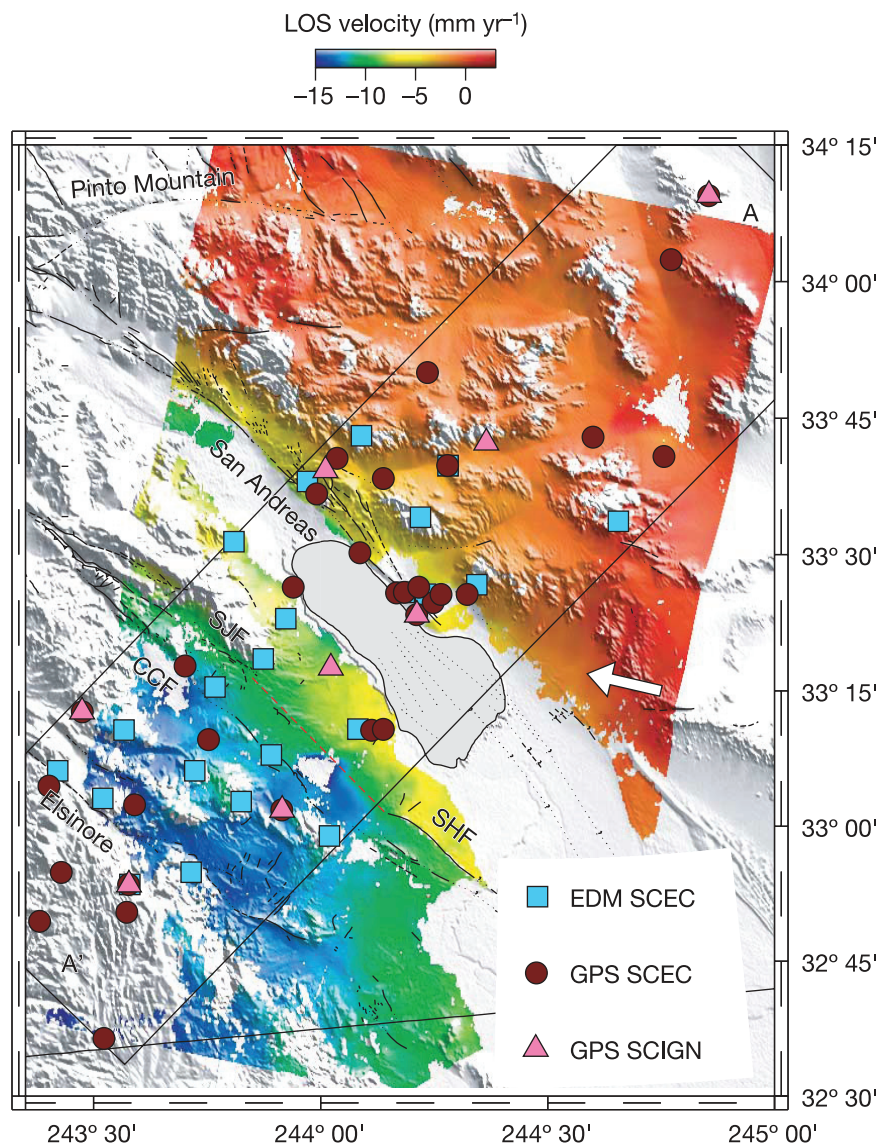 LOS velocity (mm yr⁻¹)
–15 –10 –5 0
34° 15'
Pinto Mountain
A
34° 00'
33° 45'
San Andreas
33° 30'
SJF
CCF
33° 15'
Elsinore
SHF
33° 00'
EDM SCEC
GPS SCEC
A'
32° 45'
GPS SCIGN
32° 30'
243° 30' 244° 00' 244° 30' 245° 00'